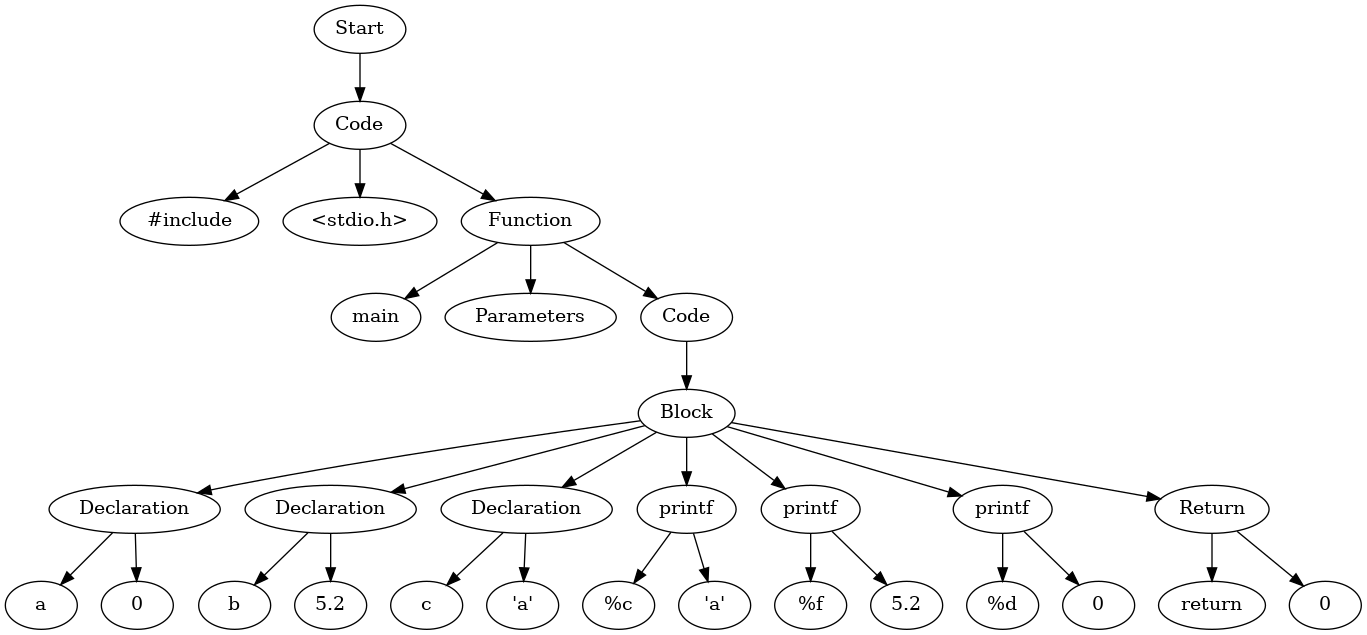 Start
Code
#include <stdio.h> Function
main Parameters Code
Block
Declaration Declaration Declaration printf printf printf Return
a 0 b 5.2 c 'a' %c 'a' %f 5.2 %d 0 return 0